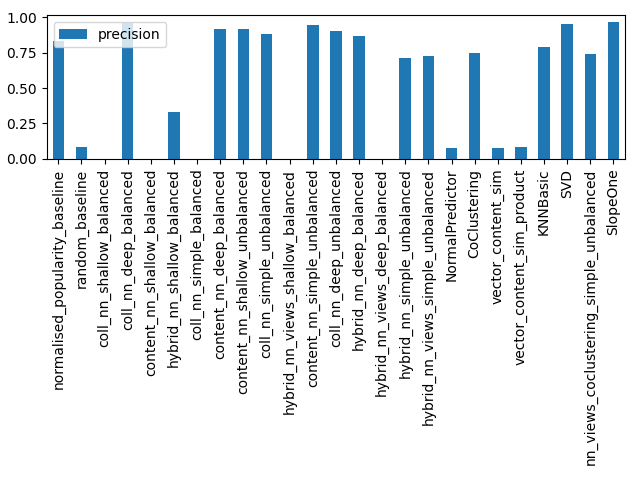 1.00
0.75
0.50
0.25
0.00
precision
normalised_popularity_baseline
random_baseline
coll_nn_shallow_balanced
coll_nn_deep_balanced
content_nn_shallow_balanced
hybrid_nn_shallow_balanced
coll_nn_simple_balanced
content_nn_deep_balanced
content_nn_shallow_unbalanced
coll_nn_simple_unbalanced
hybrid_nn_views_shallow_balanced
content_nn_simple_unbalanced
coll_nn_deep_unbalanced
hybrid_nn_deep_balanced
hybrid_nn_views_deep_balanced
hybrid_nn_simple_unbalanced
hybrid_nn_views_simple_unbalanced
NormalPredictor
CoClustering
vector_content_sim
vector_content_sim_product
KNNBasic
SVD
nn_views_coclustering_simple_unbalanced
SlopeOne